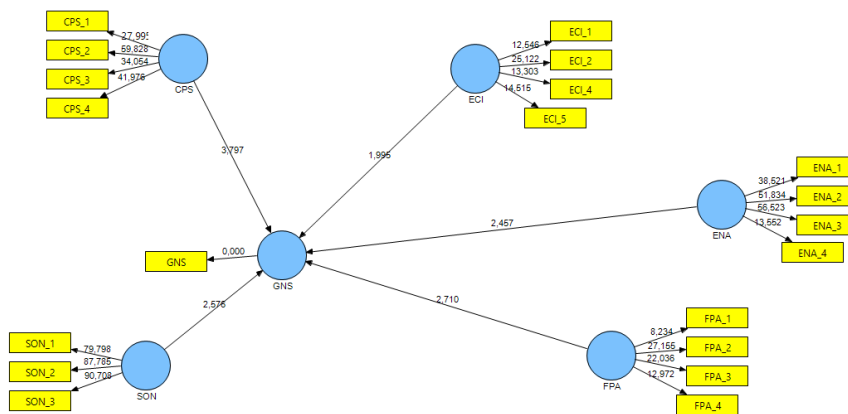 CPS_1
CPS_2
CPS_3
CPS_4
27,995
59,828
34,054
41,976
CPS
ECI_1
ECI_2
ECI_4
ECI_5
12,546
25,122
13,303
14,515
ECI
3,797
1,995
ENA_1
ENA_2
ENA_3
ENA_4
38,521
51,834
56,523
13,552
ENA
2,457
GNS
0,000
GNS
2,576
2,710
SON_1
SON_2
SON_3
79,798
87,785
90,708
SON
FPA_1
FPA_2
FPA_3
FPA_4
8,234
27,155
22,036
12,972
FPA